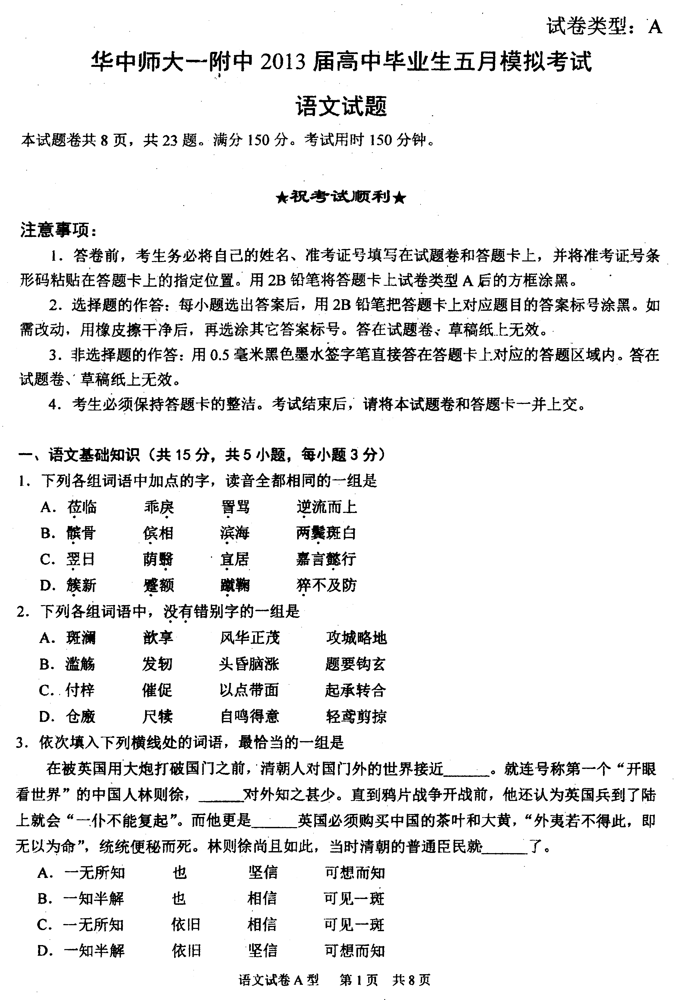 试卷类型：A
华中师大一附中 2013 届高中毕业生五月模拟考试
语文试题
本试题卷共 8 页，共 23 题。满分 150 分。考试用时 150 分钟。
★祝考试顺利★
注意事项：
1．答卷前，考生务必将自己的姓名、准考证号填写在试题卷和答题卡上，并将准考证号条
形码粘贴在答题卡上的指定位置。用 2B 铅笔将答题卡上试卷类型 A 后的方框涂黑。
2．选择题的作答：每小题选出答案后，用 2B 铅笔把答题卡上对应题目的答案标号涂黑。如
需改动，用橡皮擦干净后，再选涂其它答案标号。答在试题卷、草稿纸上无效。
3．非选择题的作答：用 0.5 毫米黑色墨水签字笔直接答在答题卡上对应的答题区域内。答在
试题卷、草稿纸上无效。
4．考生必须保持答题卡的整洁。考试结束后，请将本试题卷和答题卡一并上交。
一、语文基础知识（共 15 分，共 5 小题，每小题 3 分）
1．下列各组词语中加点的字，读音全都相同的一组是
A．莅临 乖戾 詈骂 逆流而上
B．髌骨 傧相 滨海 两鬓斑白
C．翌日 荫翳 宜居 嘉言懿行
D．簇新 蹙额 蹴鞠 猝不及防
2．下列各组词语中，没有错别字的一组是
A．斑澜 歆享 风华正茂 攻城略地
B．滥觞 发轫 头昏脑涨 题要钩玄
C．付梓 催促 以点带面 起承转合
D．仓廒 尺犊 自鸣得意 轻鸢剪掠
3．依次填入下列横线处的词语，最恰当的一组是
在被英国用大炮打破国门之前，清朝人对国门外的世界接近______。就连号称第一个“开眼
看世界”的中国人林则徐，______对外知之甚少。直到鸦片战争开战前，他还认为英国兵到了陆
上就会“一仆不能复起”。而他更是______英国必须购买中国的茶叶和大黄，“外夷若不得此，即
无以为命”，统统便秘而死。林则徐尚且如此，当时清朝的普通臣民就______了。
A．一无所知 也 坚信 可想而知
B．一知半解 也 相信 可见一斑
C．一无所知 依旧 相信 可见一斑
D．一知半解 依旧 坚信 可想而知
语文试卷 A 型 第 1 页 共 8 页